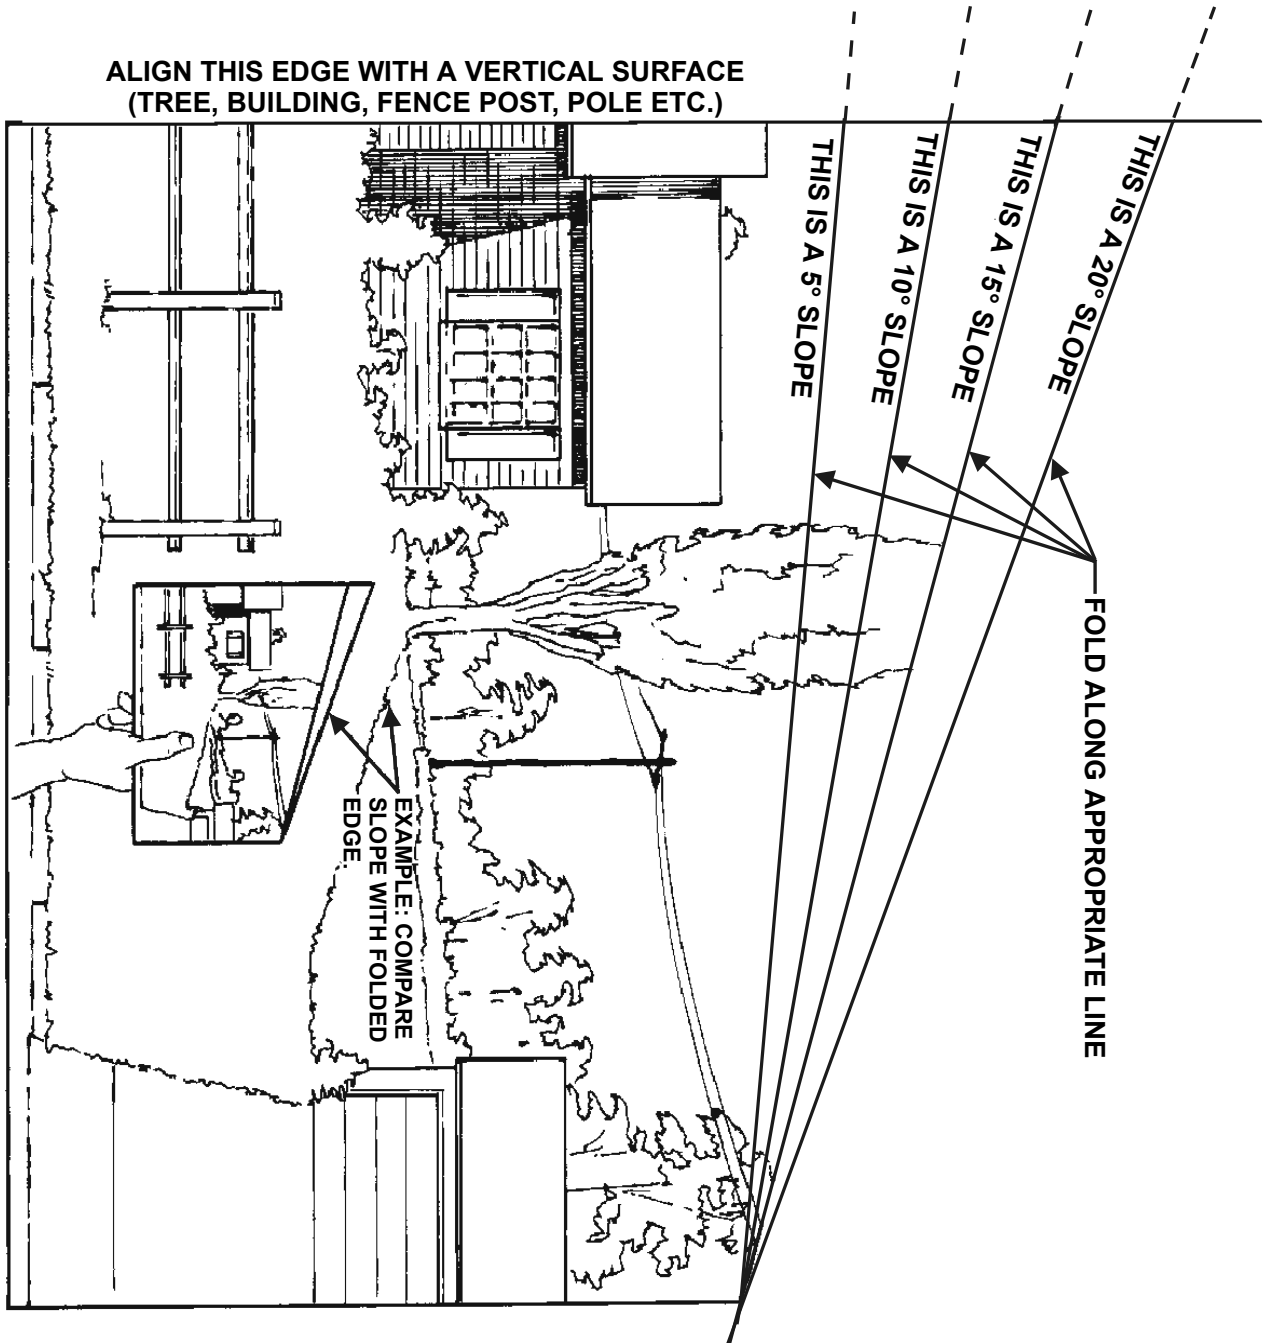 ALIGN THIS EDGE WITH A VERTICAL SURFACE
(TREE, BUILDING, FENCE POST, POLE ETC.)
THIS IS A 5° SLOPE
THIS IS A 10° SLOPE
THIS IS A 15° SLOPE
THIS IS A 20° SLOPE
FOLD ALONG APPROPRIATE LINE
EXAMPLE: COMPARE
SLOPE WITH FOLDED
EDGE.